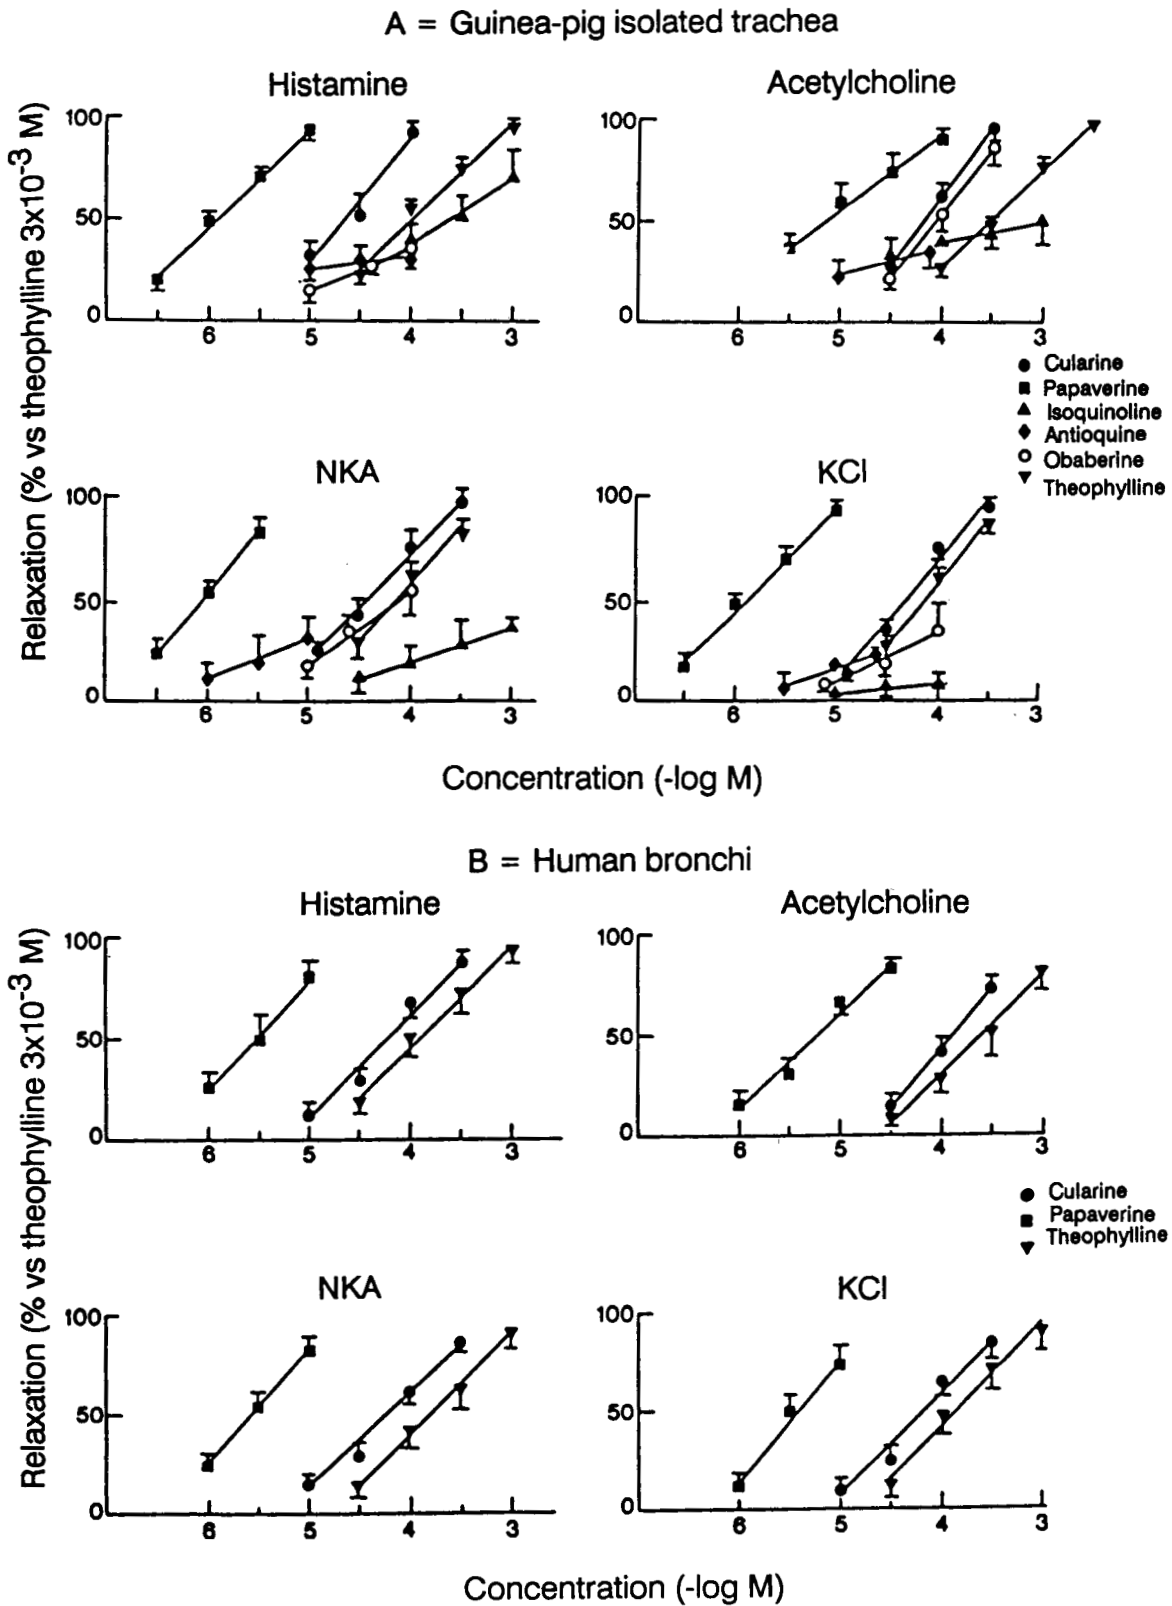 A = Guinea-pig isolated trachea
Histamine
Acetylcholine
Relaxation (% vs theophylline 3x10-3 M)
100
50
0
6 5 4 3
100
50
0
6 5 4 3
Cularine
Papaverine
Isoquinoline
Antioquine
Obaberine
Theophylline
NKA
KCl
100
50
0
6 5 4 3
100
50
0
6 5 4 3
Concentration (-log M)
B = Human bronchi
Histamine
Acetylcholine
Relaxation (% vs theophylline 3x10-3 M)
100
50
0
6 5 4 3
100
50
0
6 5 4 3
Cularine
Papaverine
Theophylline
NKA
KCl
100
50
0
6 5 4 3
100
50
0
6 5 4 3
Concentration (-log M)